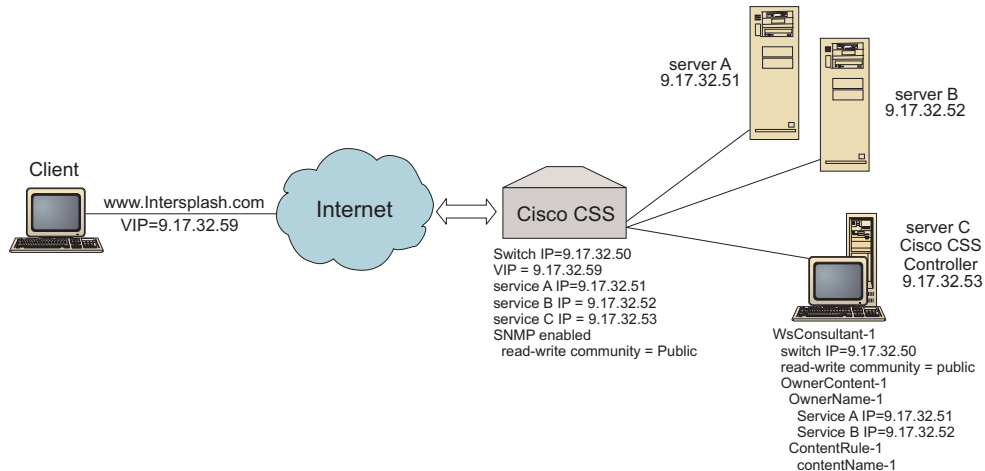 server A
9.17.32.51
server B
9.17.32.52
Client
www.Intersplash.com
VIP=9.17.32.59
Internet
Cisco CSS
Switch IP=9.17.32.50
VIP = 9.17.32.59
service A IP=9.17.32.51
service B IP = 9.17.32.52
service C IP = 9.17.32.53
SNMP enabled
read-write community = Public
server C
Cisco CSS
Controller
9.17.32.53
WsConsultant-1
switch IP=9.17.32.50
read-write community = public
OwnerContent-1
OwnerName-1
Service A IP=9.17.32.51
Service B IP=9.17.32.52
ContentRule-1
contentName-1